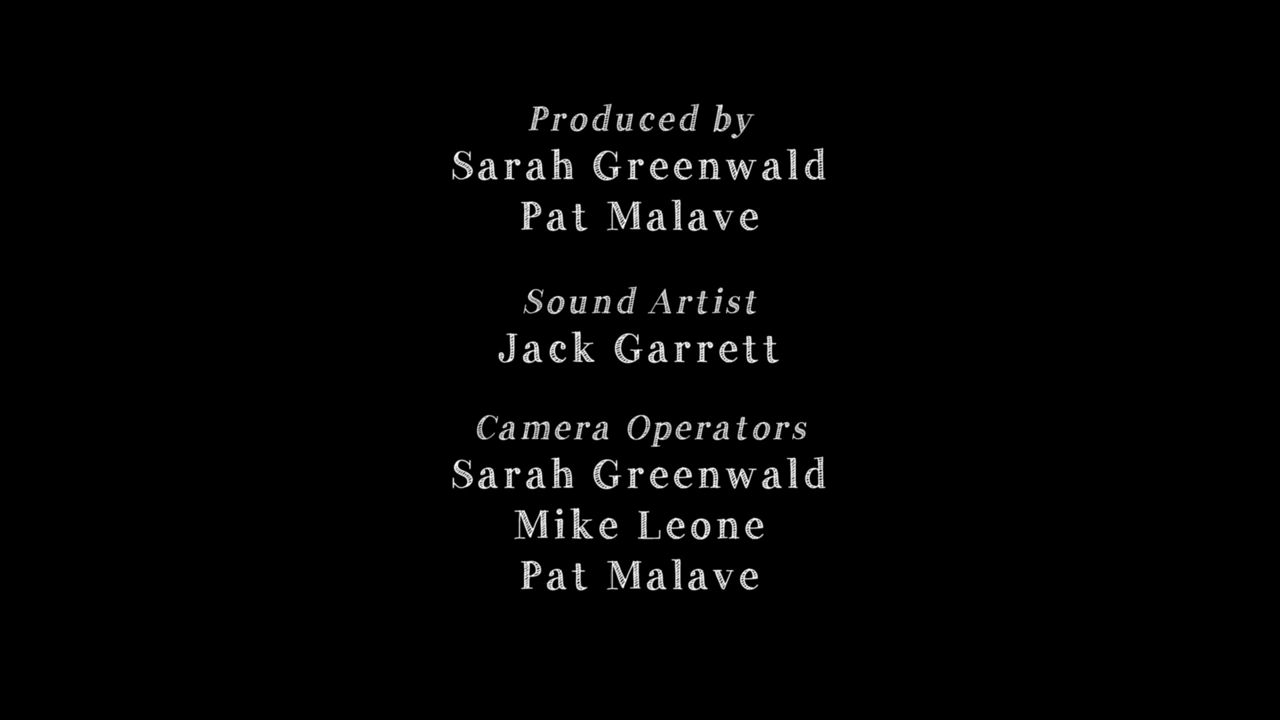 Produced by
Sarah Greenwald
Pat Malave
Sound Artist
Jack Garrett
Camera Operators
Sarah Greenwald
Mike Leone
Pat Malave